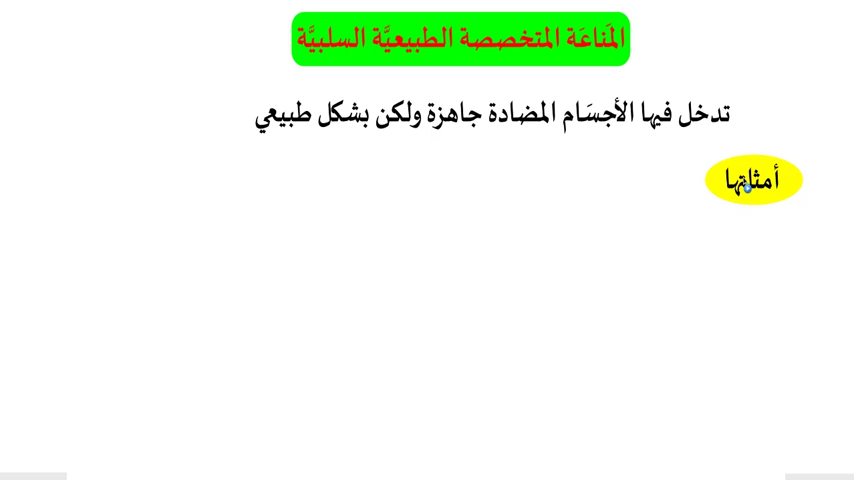 المَناعَة المتخصصة الطبيعيَّة السلبيَّة
تدخل فيها الأجسَام المضادة جاهزة ولكن بشكل طبيعي
أمثلتها